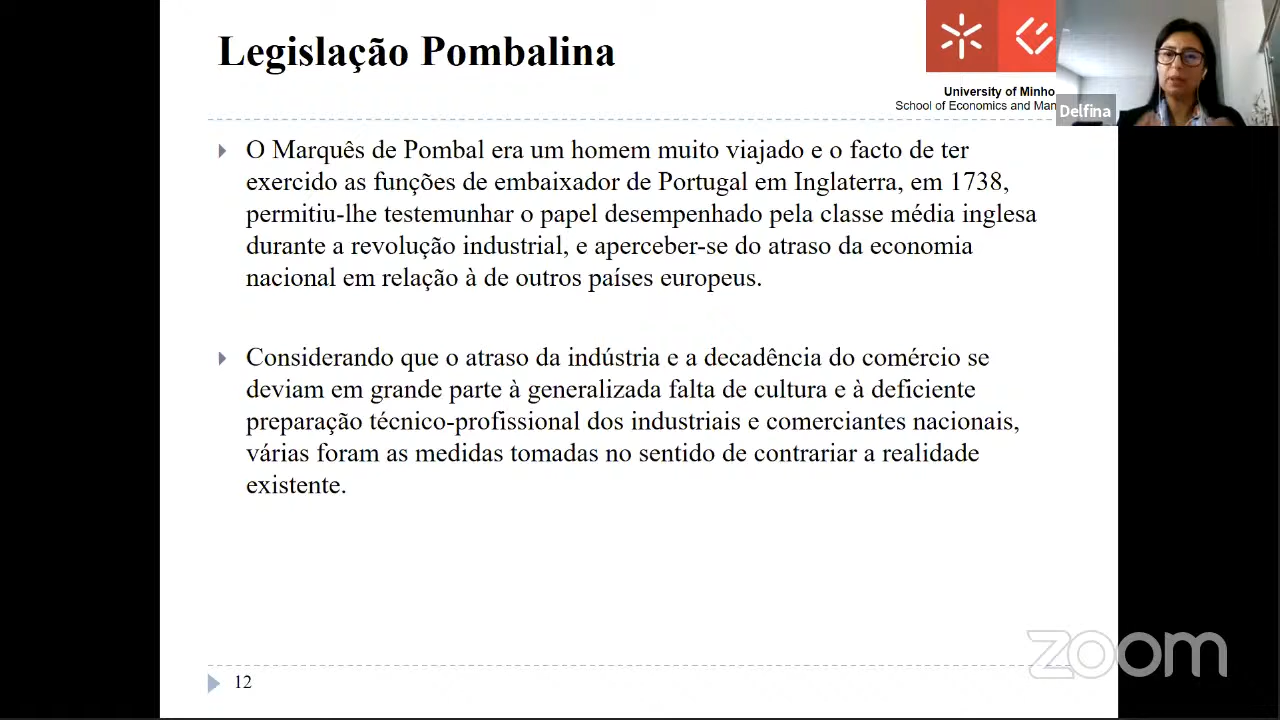 Legislação Pombalina
University of Minho
School of Economics and Man
Delfina
O Marquês de Pombal era um homem muito viajado e o facto de ter
exercido as funções de embaixador de Portugal em Inglaterra, em 1738,
permitiu-lhe testemunhar o papel desempenhado pela classe média inglesa
durante a revolução industrial, e aperceber-se do atraso da economia
nacional em relação à de outros países europeus.
Considerando que o atraso da indústria e a decadência do comércio se
deviam em grande parte à generalizada falta de cultura e à deficiente
preparação técnico-profissional dos industriais e comerciantes nacionais,
várias foram as medidas tomadas no sentido de contrariar a realidade
existente.
zoom
12